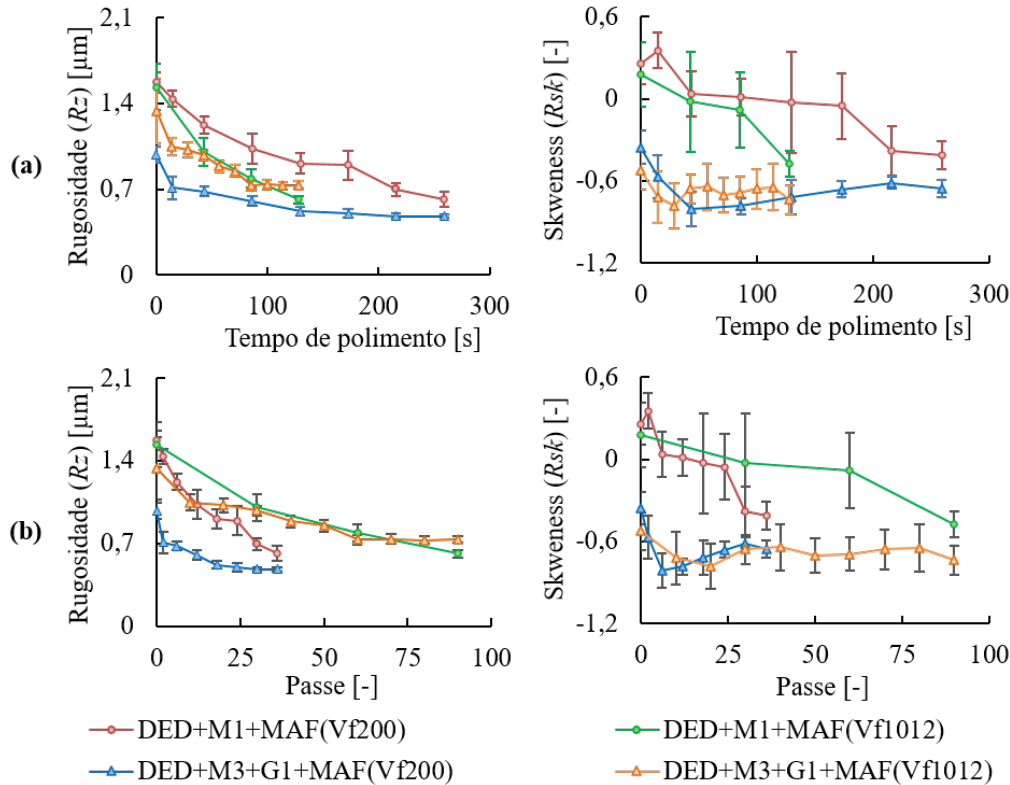 (a)
Rugosidade (Rz) [µm]
2,1
1,4
0,7
0
0 100 200 300
Tempo de polimento [s]
Skweness (Rsk) [-]
0,6
0
-0,6
-1,2
0 100 200 300
Tempo de polimento [s]
(b)
Rugosidade (Rz) [µm]
2,1
1,4
0,7
0
0 25 50 75 100
Passe [-]
Skweness (Rsk) [-]
0,6
0
-0,6
-1,2
0 25 50 75 100
Passe [-]
DED+M1+MAF(Vf200)
DED+M1+MAF(Vf1012)
DED+M3+G1+MAF(Vf200)
DED+M3+G1+MAF(Vf1012)